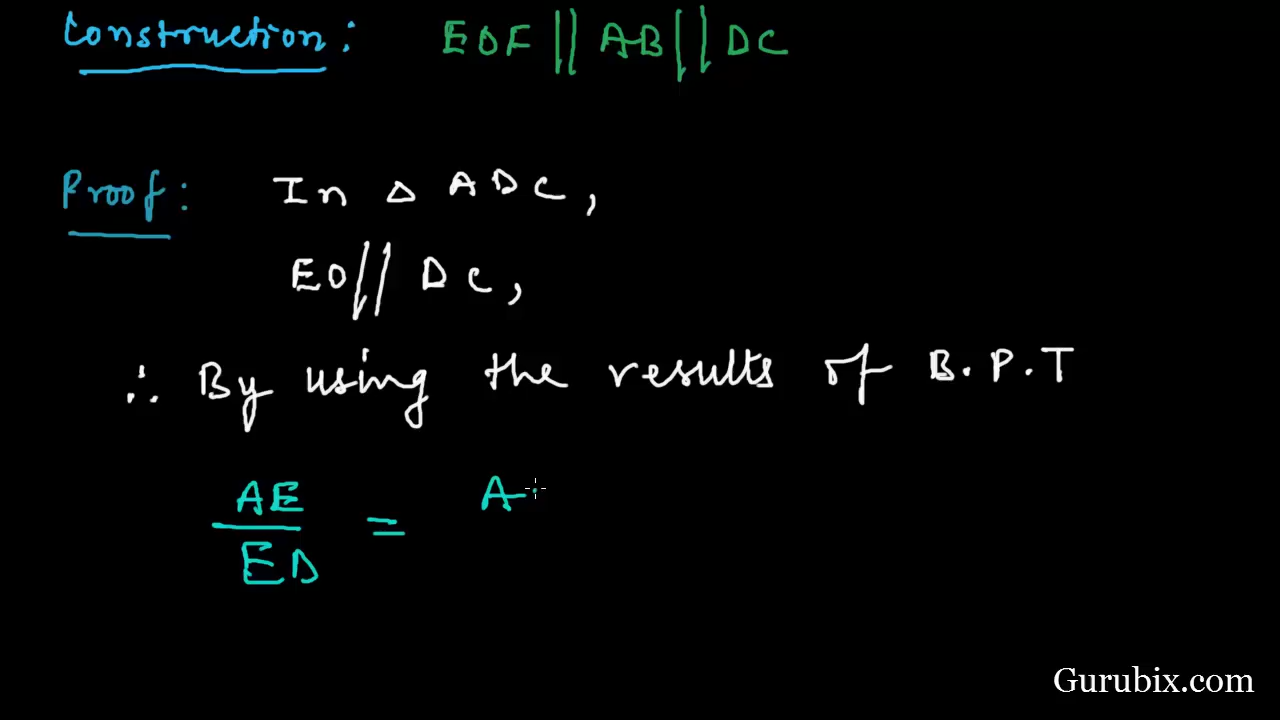 Construction: EOF || AB || DC
Proof: In Δ ADC,
EO || DC,
∴ By using the results of B.P.T
AE
ED
= A
Gurubix.com